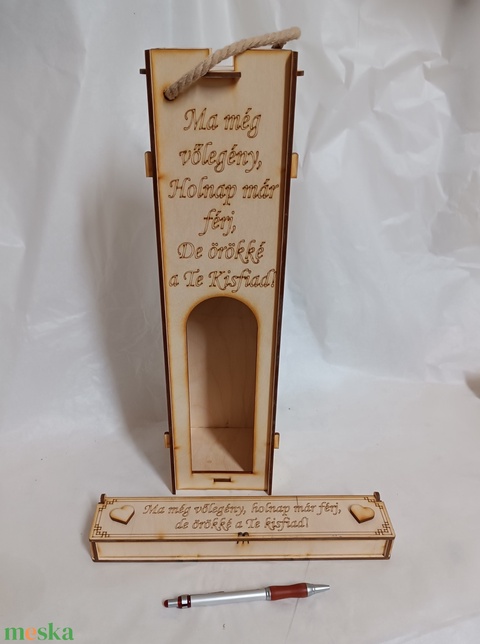 Ma még
vőlegény,
Holnap már
férj,
De örökké
a Te Kisfiad!
Ma még vőlegény, holnap már férj,
de örökké a Te kisfiad!
meska